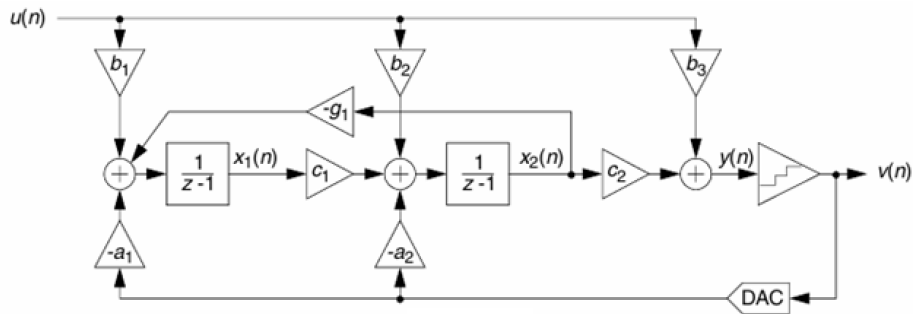 u(n)
b₁
b₂
b₃
-g₁
+
1
z -1
x₁(n)
c₁
+
1
z -1
x₂(n)
c₂
+
y(n)
v(n)
-a₁
-a₂
DAC